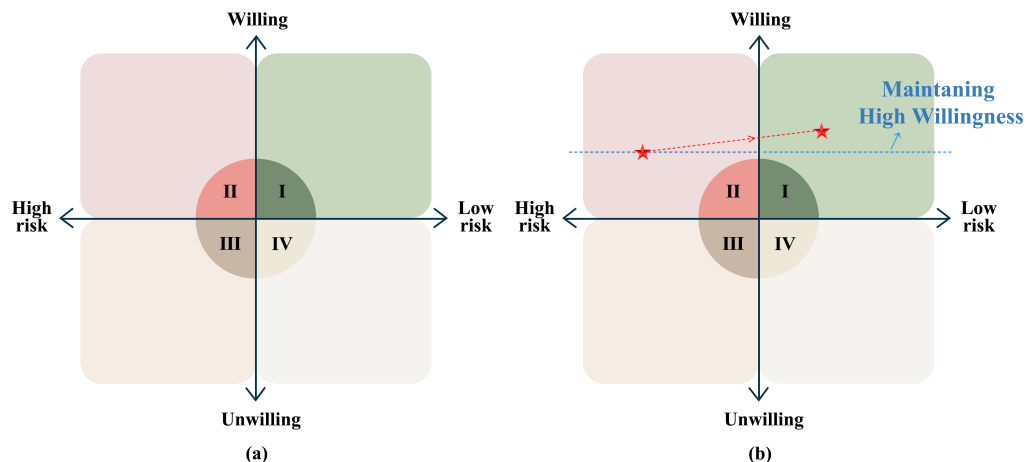 Willing
High
risk
II
I
III
IV
Low
risk
Unwilling
(a)
Willing
Maintaning
High Willingness
High
risk
II
I
III
IV
Low
risk
Unwilling
(b)